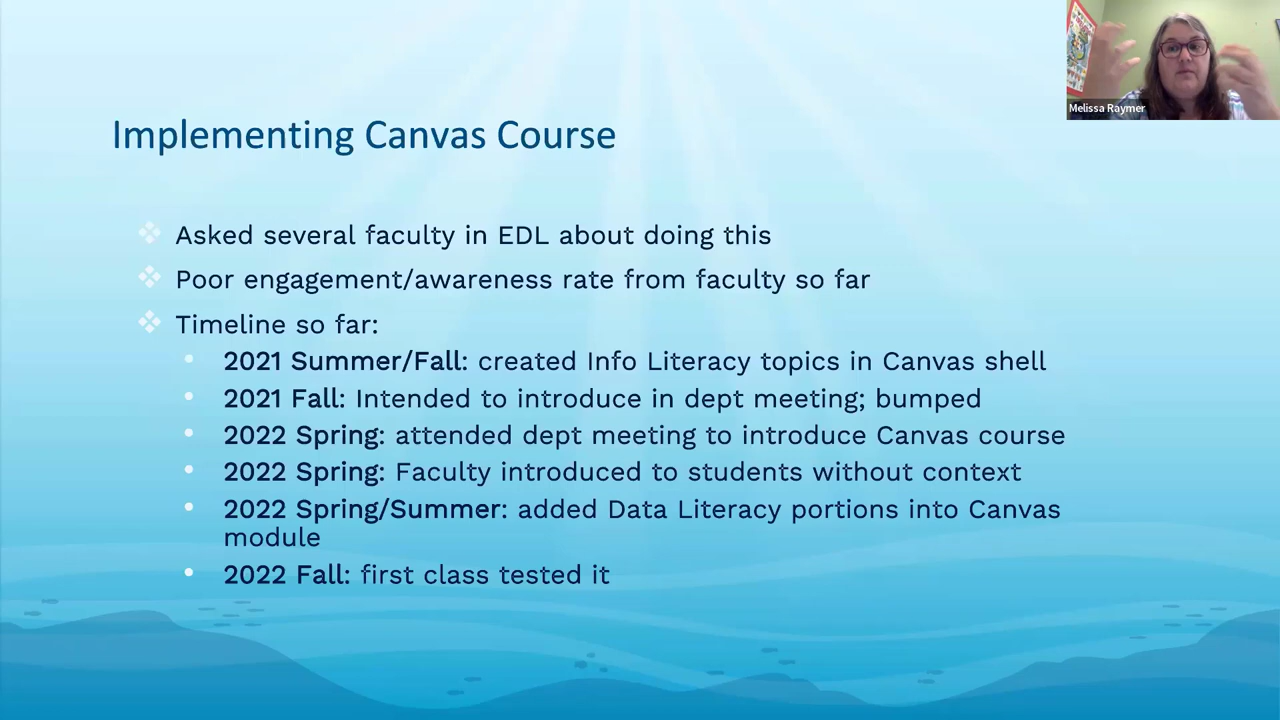 Melissa Raymer
Implementing Canvas Course
Asked several faculty in EDL about doing this
Poor engagement/awareness rate from faculty so far
Timeline so far:
2021 Summer/Fall: created Info Literacy topics in Canvas shell
2021 Fall: Intended to introduce in dept meeting; bumped
2022 Spring: attended dept meeting to introduce Canvas course
2022 Spring: Faculty introduced to students without context
2022 Spring/Summer: added Data Literacy portions into Canvas
module
2022 Fall: first class tested it